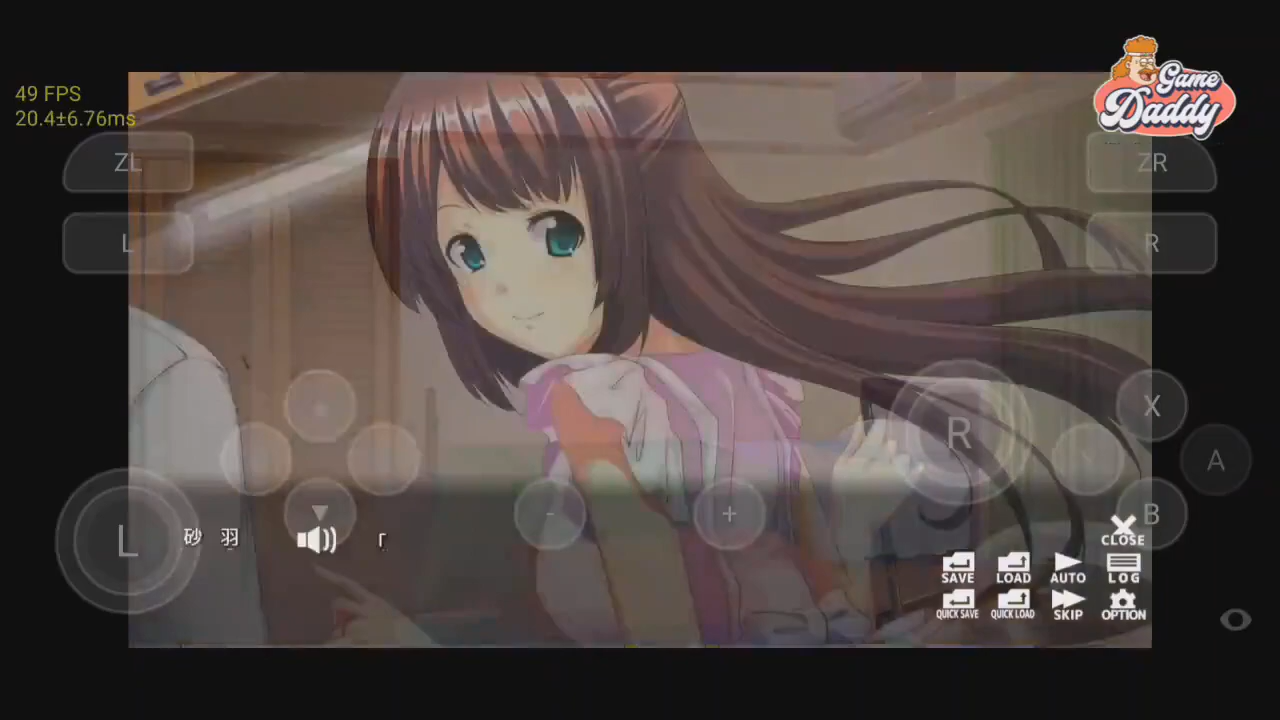 Game
Daddy
49 FPS
20.4±6.76ms
ZL
ZR
L
R
X
R
A
-
+
B
L
砂 羽
「
CLOSE
SAVE
LOAD
AUTO
LOG
QUICK SAVE
QUICK LOAD
SKIP
OPTION